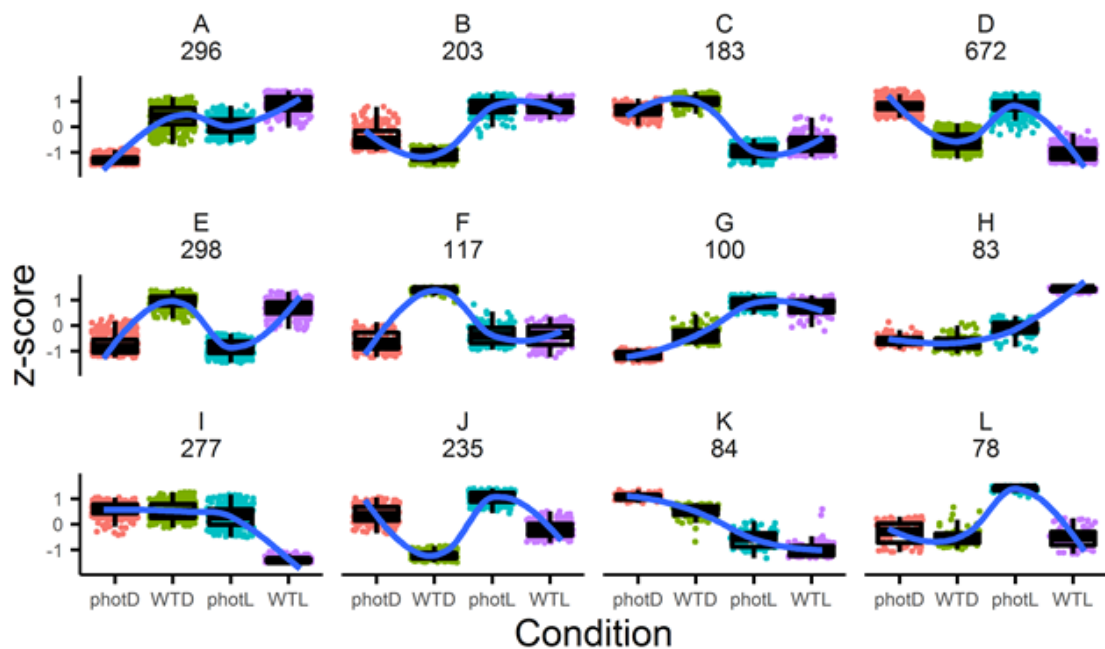 A B C D
296 203 183 672
1
0
-1
E F G H
298 117 100 83
1
0
-1
z-score
I J K L
277 235 84 78
1
0
-1
photD WTD photL WTL photD WTD photL WTL photD WTD photL WTL photD WTD photL WTL
Condition